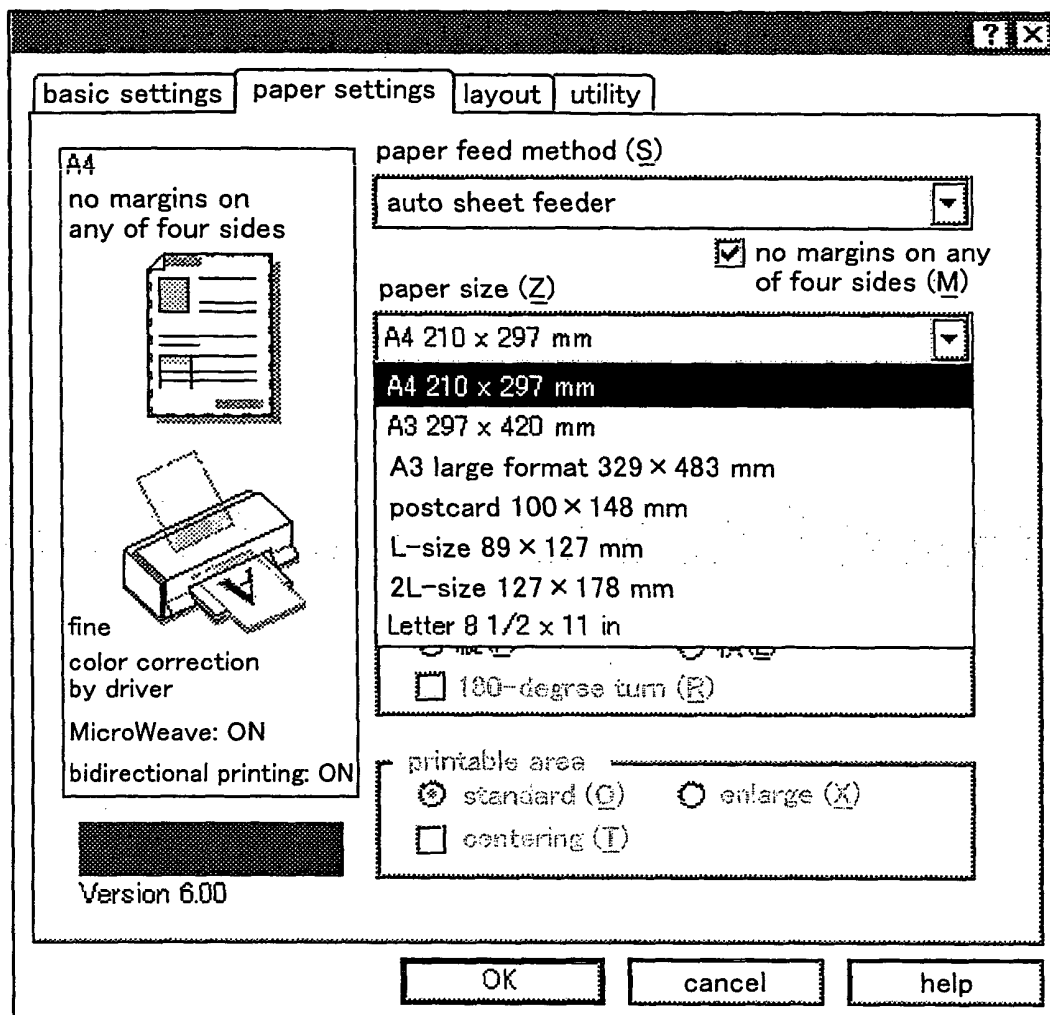 ? ×
basic settings
paper settings
layout
utility
A4
no margins on
any of four sides
fine
color correction
by driver
MicroWeave: ON
bidirectional printing: ON
Version 6.00
paper feed method (S)
auto sheet feeder
no margins on any
of four sides (M)
paper size (Z)
A4 210 x 297 mm
A4 210 x 297 mm
A3 297 x 420 mm
A3 large format 329 × 483 mm
postcard 100 × 148 mm
L-size 89 × 127 mm
2L-size 127 × 178 mm
Letter 8 1/2 x 11 in
180-degree turn (R)
printable area
standard (O)
enlarge (X)
centering (T)
OK
cancel
help